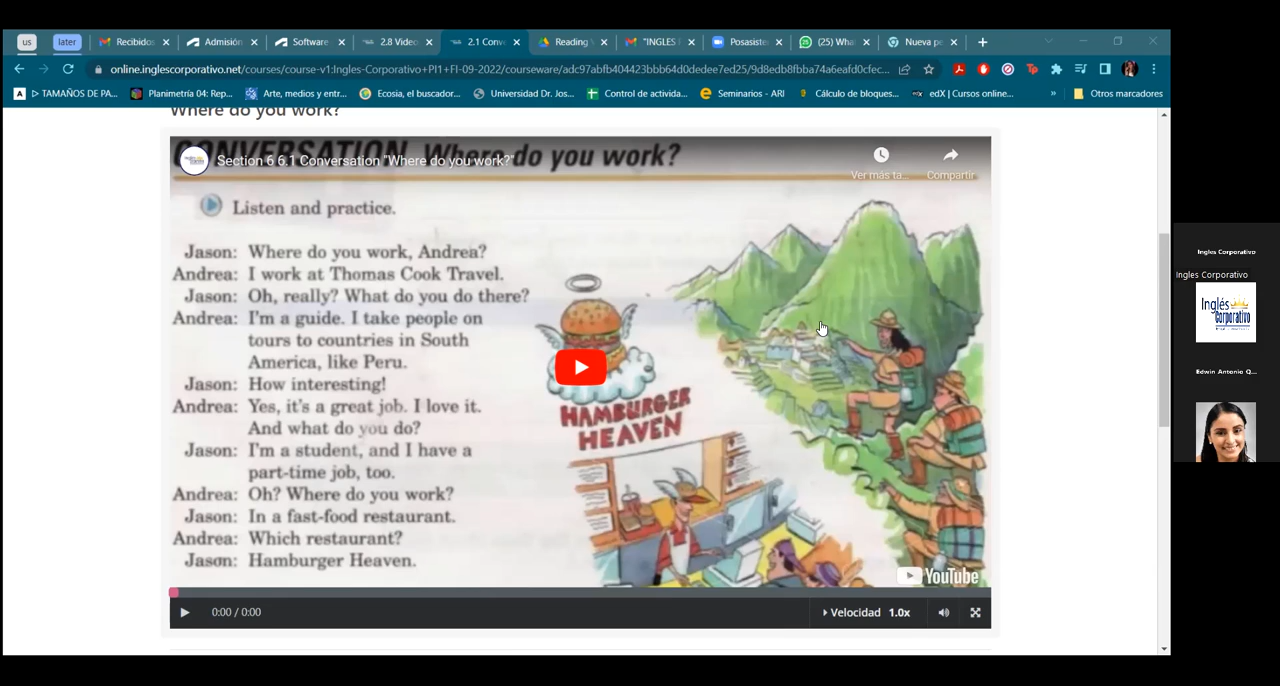 us
later
Recibidos
Admisión
Software
2.8 Video
2.1 Conv
Reading
"INGLES
Posasiste
(25) Wha
Nueva pe
online.inglescorporativo.net/courses/course-v1:Ingles-Corporativo+PI1+FI-09-2022/courseware/adc97abfb404423bbb64d0dedee7ed25/9d8edb8fbba74a6eafd0cfec...
TAMAÑOS DE PA...
Planimetría 04: Rep...
Arte, medios y entr...
Ecosia, el buscador...
Universidad Dr. Jos...
Control de activida...
Seminarios - ARI
Cálculo de bloques...
edX | Cursos online...
»
Otros marcadores
Where do you work?
CONVERSATION Where do you work?
Section 6 6.1 Conversation "Where do you work?"
Ver más ta...
Compartir
Listen and practice.
Jason: Where do you work, Andrea?
Andrea: I work at Thomas Cook Travel.
Jason: Oh, really? What do you do there?
Andrea: I'm a guide. I take people on
tours to countries in South
America, like Peru.
Jason: How interesting!
Andrea: Yes, it's a great job. I love it.
And what do you do?
Jason: I'm a student, and I have a
part-time job, too.
Andrea: Oh? Where do you work?
Jason: In a fast-food restaurant.
Andrea: Which restaurant?
Jason: Hamburger Heaven.
HAMBURGER
HEAVEN
YouTube
0:00 / 0:00
Velocidad 1.0x
Ingles Corporativo
Ingles Corporativo
Inglés
Corporativo
Edwin Antonio Q...